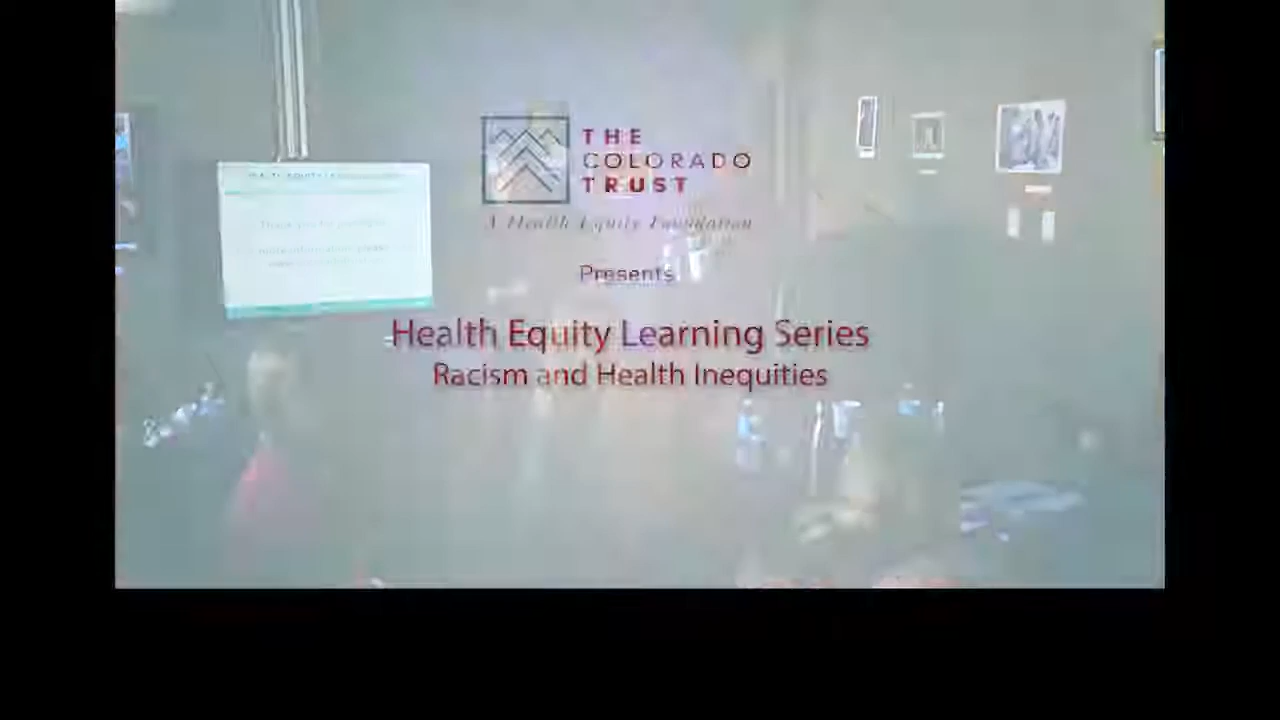 THE
COLORADO
TRUST
A Health Equity Foundation
Presents
Health Equity Learning Series
Racism and Health Inequities